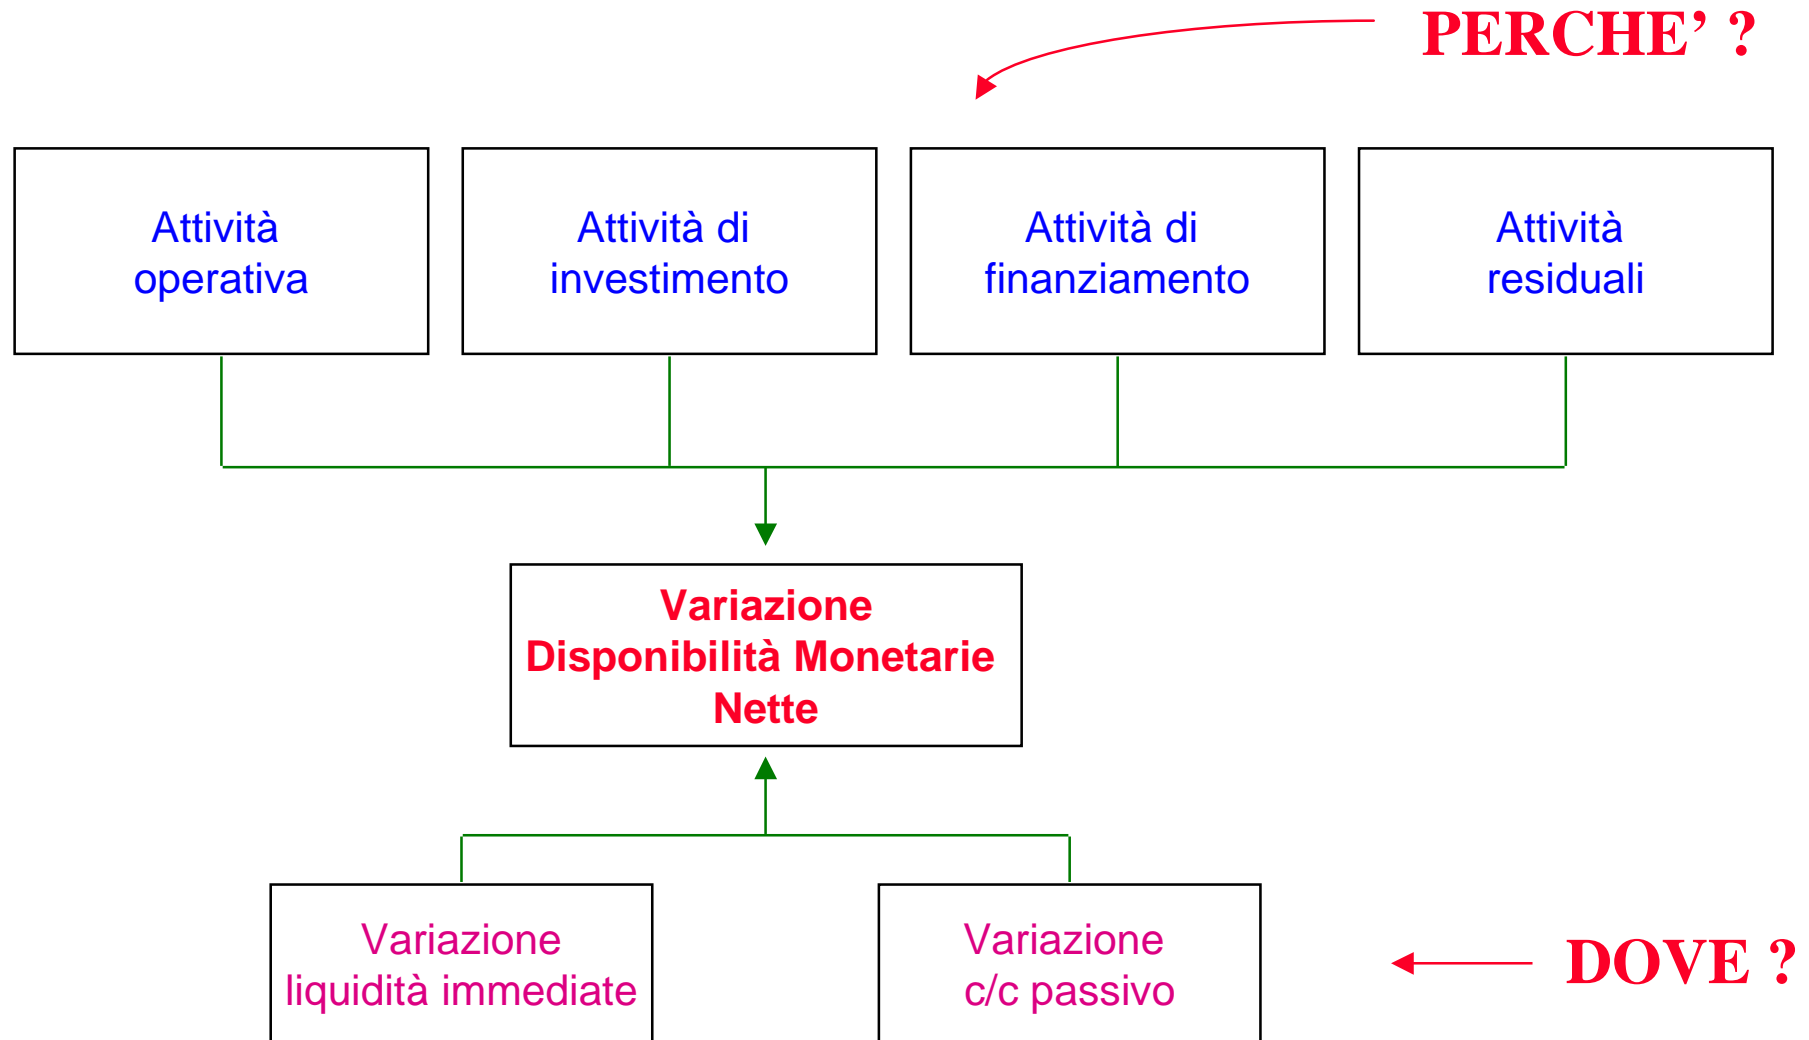 PERCHE’ ?
Attività
operativa
Attività di
investimento
Attività di
finanziamento
Attività
residuali
Variazione
Disponibilità Monetarie
Nette
Variazione
liquidità immediate
Variazione
c/c passivo
DOVE ?